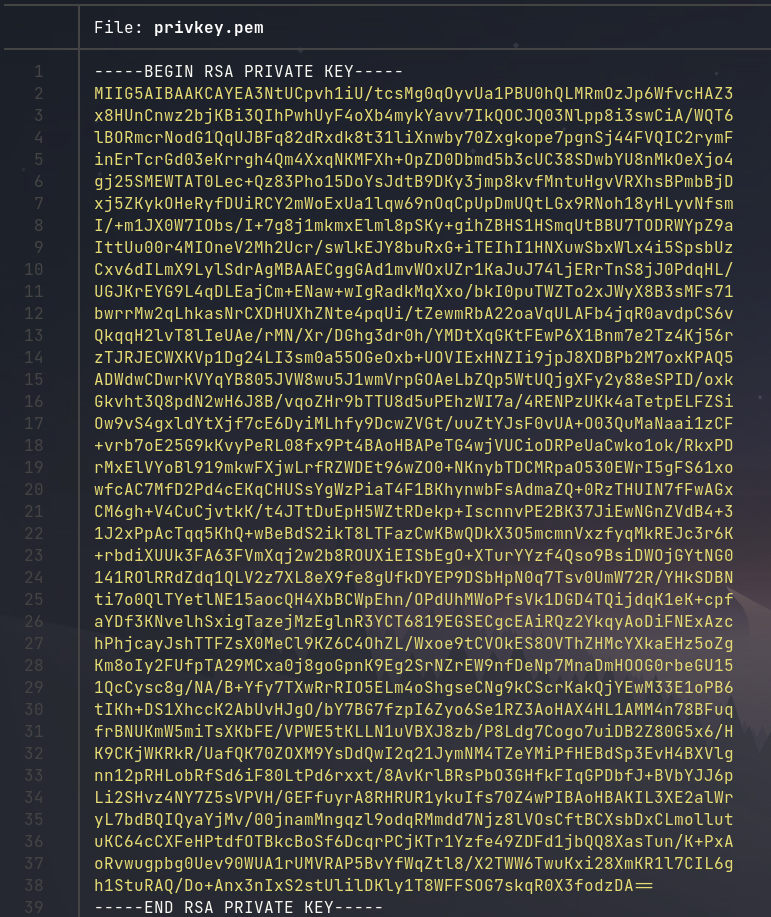 File: privkey.pem
1 -----BEGIN RSA PRIVATE KEY-----
2 MIIG5AIBAAKCAYEA3NtUCpvh1iU/tcsMg0qOyvUa1PBU0hQLMRmOzJp6WfvcHAZ3
3 x8HUnCnwz2bjKBi3QIhPwhUyF4oXb4mykYavv7IkQOCJQ03Nlpp8i3swCiA/WQT6
4 lBORmcrNodG1QqUJBFq82dRxdk8t31liXnwby70Zxgkope7pgnSj44FVQIC2rymF
5 inErTcrGd03eKrrgh4Qm4XxqNKMFXh+OpZD0Dbmd5b3cUC38SDwbYU8nMkOeXjo4
6 gj25SMEWTAT0Lec+Qz83Pho15DoYsJdtB9DKy3jmp8kvfMntuHgvVRXhsBPmbBjD
7 xj5ZKykOHeRyfDUiRCY2mWoExUa1lqw69nOqCpUpDmUQtLGx9RNoh18yHLyvNfsm
8 I/+m1JX0W7IObs/I+7g8j1mkmxElml8pSKy+gihZBHS1HSmqUtBBU7TODRWYpZ9a
9 IttUu00r4MIOneV2Mh2Ucr/swlkEJY8buRxG+iTEIhI1HNXuwSbxWlx4i5SpsbUz
10 Cxv6dILmX9LylSdrAgMBAAECggGAd1mvWOxUZr1KaJuJ74ljERrTnS8jJ0PdqHL/
11 UGJKrEYG9L4qDLEajCm+ENaw+wIgRadkMqXxo/bkI0puTWZTo2xJWyX8B3sMFs71
12 bwrrMw2qLhkasNrCXDHUXhZNte4pqUi/tZewmRbA22oaVqULAFb4jqR0avdpCS6v
13 QkqqH2lvT8lIeUAe/rMN/Xr/DGhg3dr0h/YMDtXqGKtFEwP6X1Bnm7e2Tz4Kj56r
14 zTJRJECWXKVp1Dg24LI3sm0a55OGeOxb+UOVIExHNZIi9jpJ8XDBPb2M7oxKPAQ5
15 ADWdwCDwrKVYqYB805JVW8wu5J1wmVrpGOAeLbZQp5WtUQjgXFy2y88eSPID/oxk
16 Gkvht3Q8pdN2wH6J8B/vqoZHr9bTTU8d5uPEhzWI7a/4RENPzUKk4aTetpELFZSi
17 Ow9vS4gxldYtXjf7cE6DyiMLhfy9DcwZVGt/uuZtYJsF0vUA+O03QuMaNaai1zCF
18 +vrb7oE25G9kKvyPeRL08fx9Pt4BAoHBAPeTG4wjVUCioDRPeUaCwko1ok/RkxPD
19 rMxElVYoBl919mkwFXjwLrfRZWDEt96wZO0+NKnybTDCMRpaO530EWrI5gFS61xo
20 wfcAC7MfD2Pd4cEKqCHUSsYgWzPiaT4F1BKhynwbFsAdmaZQ+0RzTHUIN7fFwAGx
21 CM6gh+V4CuCjvtkK/t4JTtDuEpH5WZtRDekp+IscnnvPE2BK37JiEwNGnZVdB4+3
22 1J2xPpAcTqq5KhQ+wBeBdS2ikT8LTFazCwKBwQDkX3O5mcmnVxzfyqMkREJc3r6K
23 +rbdiXUUk3FA63FVmXqj2w2b8ROUXiEISbEgO+XTurYYzf4Qso9BsiDWOjGYtNG0
24 141ROlRRdZdq1QLV2z7XL8eX9fe8gUfkDYEP9DSbHpN0q7Tsv0UmW72R/YHkSDBN
25 ti7o0QlTYetlNE15aocQH4XbBCWpEhn/OPdUhMWoPfsVk1DGD4TQijdqK1eK+cpf
26 aYDf3KNvelhSxigTazejMzEglnR3YCT6819EGSECgcEAiRQz2YkqyAoDiFNExAzc
27 hPhjcayJshTTFZsX0MeCl9KZ6C4OhZL/Wxoe9tCVOkES8OVThZHMcYXkaEHz5oZg
28 Km8oIy2FUfpTA29MCxa0j8goGpnK9Eg2SrNZrEW9nfDeNp7MnaDmHOOG0rbeGU15
29 1QcCysc8g/NA/B+Yfy7TXwRrRIO5ELm4oShgseCNg9kCScrKakQjYEwM33E1oPB6
30 tIKh+DS1XhccK2AbUvHJgO/bY7BG7fzpI6Zyo6Se1RZ3AoHAX4HL1AMM4n78BFuq
31 frBNUKmW5miTsXKbFE/VPWE5tKLLN1uVBXJ8zb/P8Ldg7Cogo7uiDB2Z80G5x6/H
32 K9CKjWKRkR/UafQK70ZOXM9YsDdQwI2q21JymNM4TZeYMiPfHEBdSp3EvH4BXVlg
33 nn12pRHLobRfSd6iF80LtPd6rxxt/8AvKrlBRsPbO3GHfkFIqGPDbfJ+BVbYJJ6p
34 Li2SHvz4NY7Z5sVPVH/GEFfuyrA8RHRUR1ykuIfs70Z4wPIBAoHBAKIL3XE2alWr
35 yL7bdBQIQyaYjMv/00jnamMngqzl9odqRMmdd7Njz8lVOsCftBCXsbDxCLmollut
36 uKC64cCXFeHPtdfOTBkcBoSf6DcqrPCjKTr1Yzfe49ZDFd1jbQQ8XasTun/K+PxA
37 oRvwugpbg0Uev90WUA1rUMVRAP5BvYfWqZtl8/X2TWW6TwuKxi28XmKR1l7CIL6g
38 h1StuRAQ/Do+Anx3nIxS2stUlilDKly1T8WFFSOG7skqR0X3fodzDA==
39 -----END RSA PRIVATE KEY-----